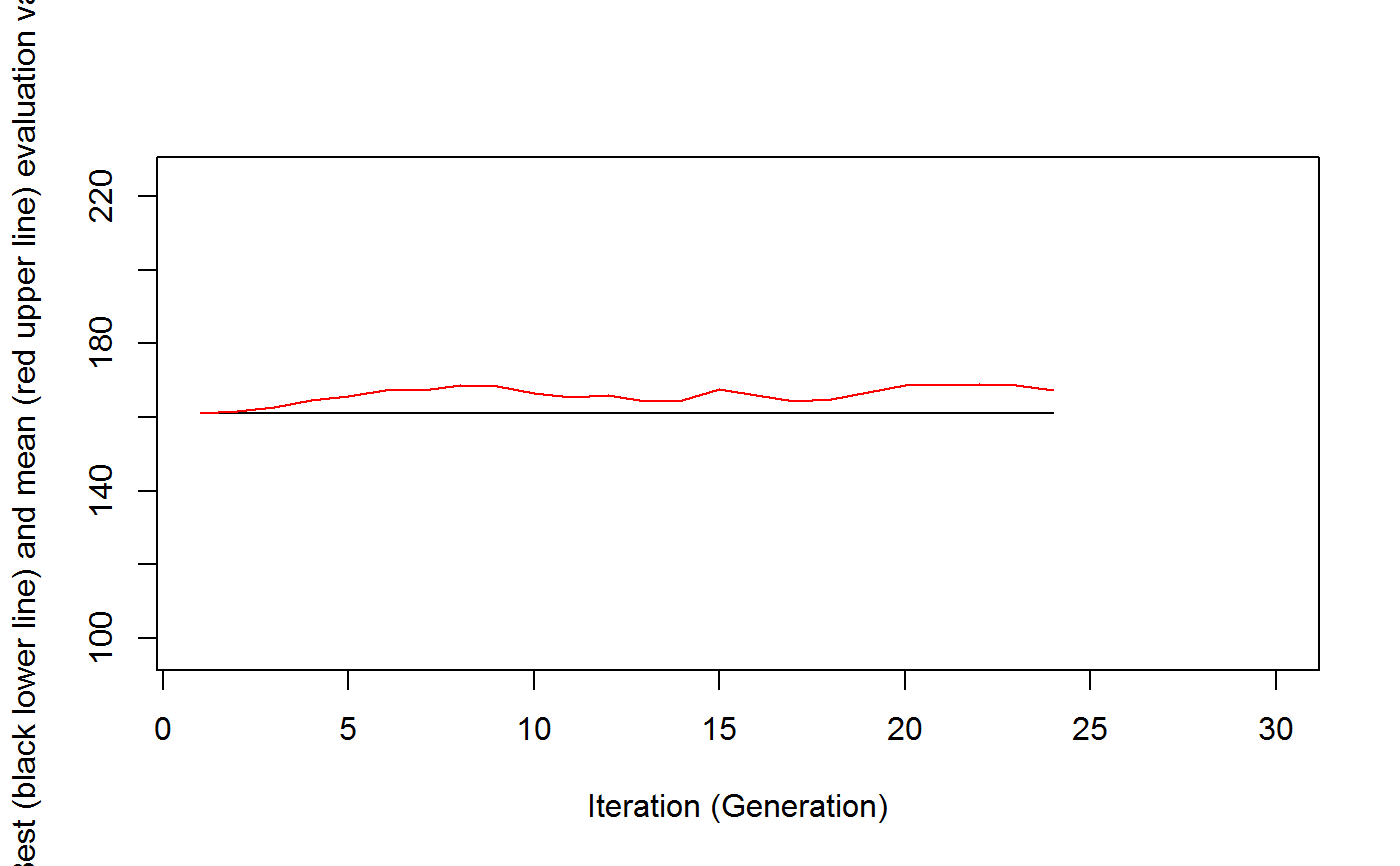 Best (black lower line) and mean (red upper line) evaluation va
220
180
140
100
0 5 10 15 20 25 30
Iteration (Generation)